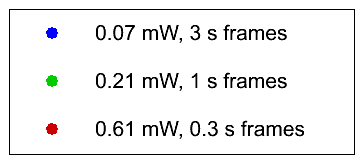 0.07 mW, 3 s frames
0.21 mW, 1 s frames
0.61 mW, 0.3 s frames